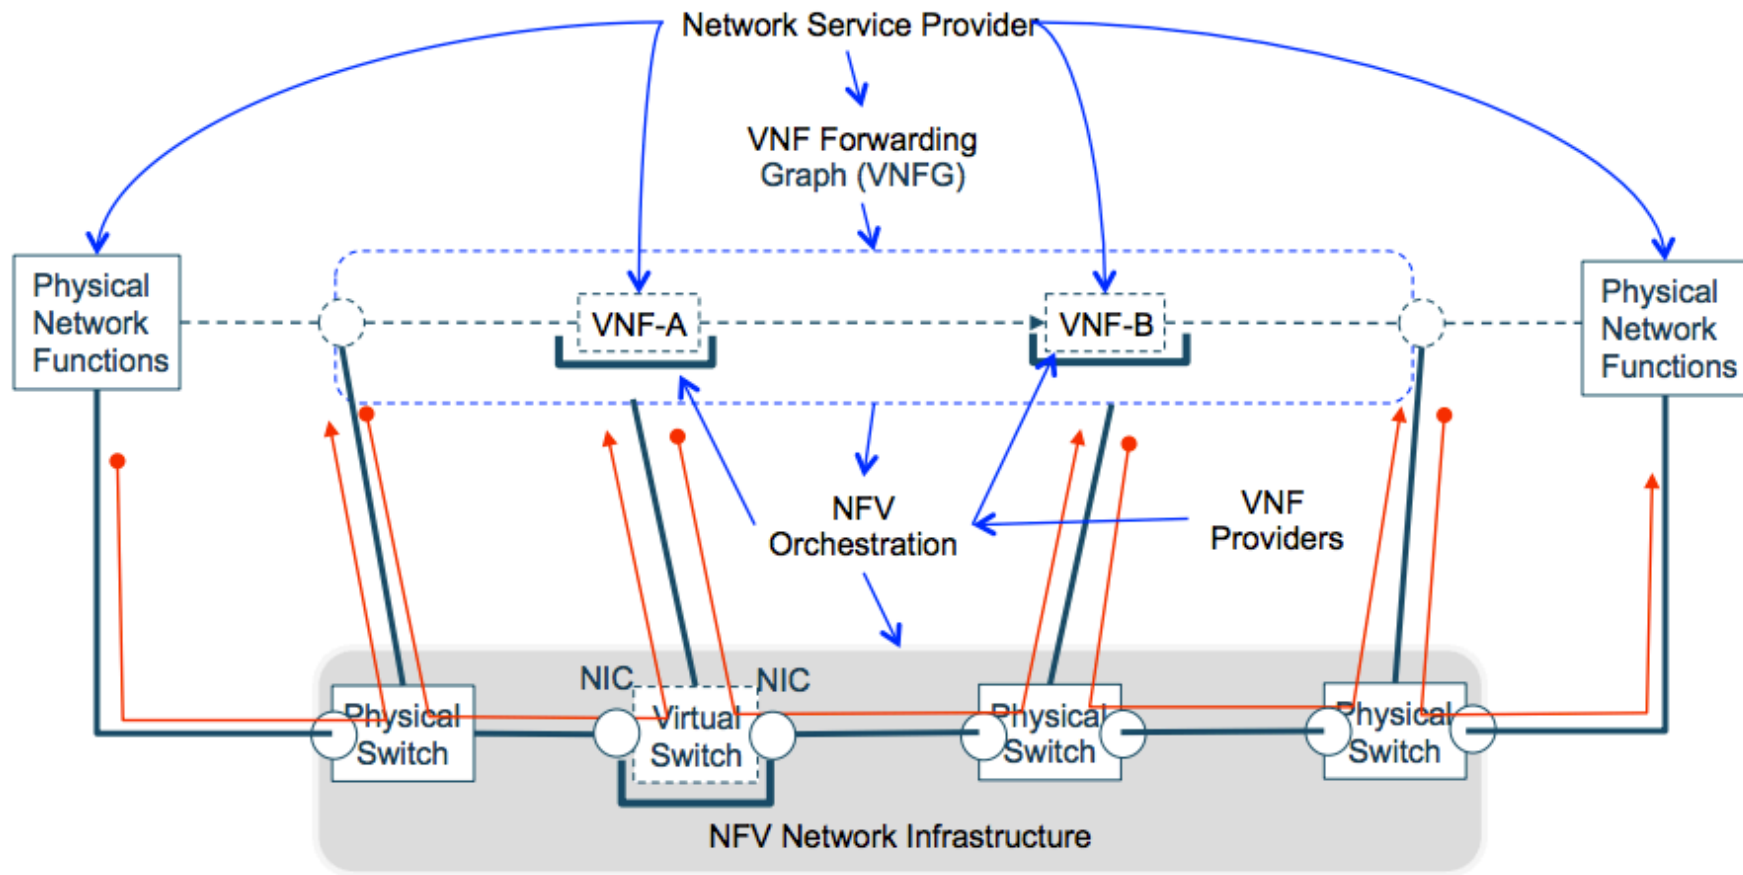 Network Service Provider
VNF Forwarding
Graph (VNFG)
Physical
Network
Functions
VNF-A
VNF-B
Physical
Network
Functions
NFV
Orchestration
VNF
Providers
NIC
NIC
Physical
Switch
Virtual
Switch
Physical
Switch
Physical
Switch
NFV Network Infrastructure